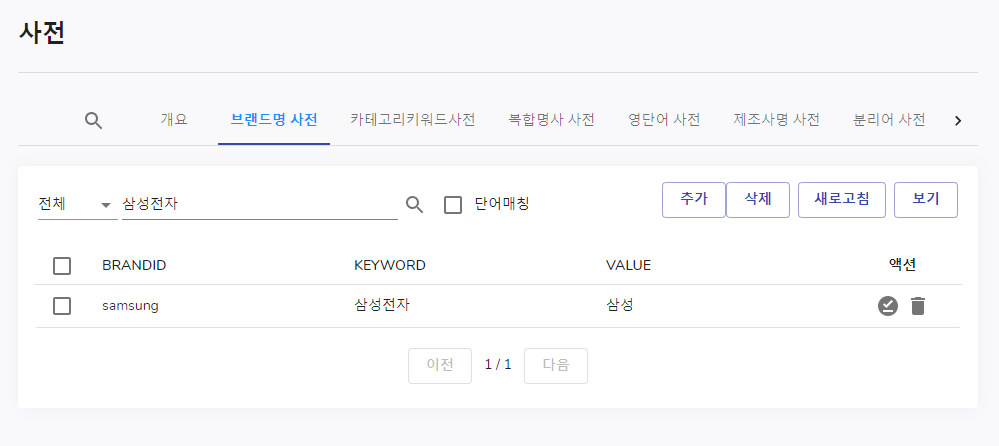 사전
개요 브랜드명 사전 카테고리키워드사전 복합명사 사전 영단어 사전 제조사명 사전 분리어 사전
전체 삼성전자 단어매칭 추가 삭제 새로고침 보기
BRANDID KEYWORD VALUE 액션
samsung 삼성전자 삼성
이전 1 / 1 다음